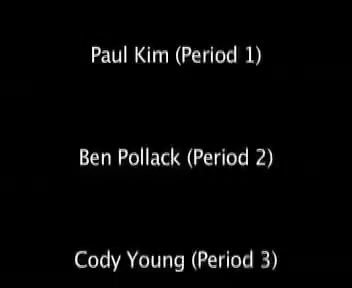 Paul Kim (Period 1)
Ben Pollack (Period 2)
Cody Young (Period 3)